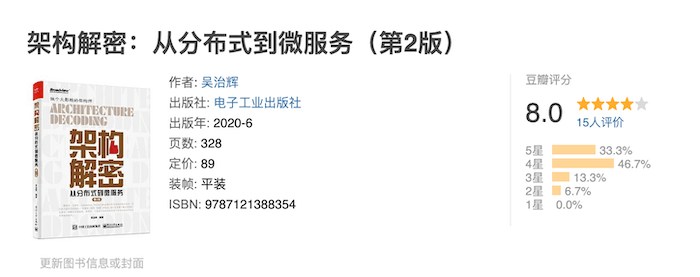 架构解密：从分布式到微服务（第2版）
ARCHITECTURE
DECODING
架构
解密
从分布式到微服务
作者: 吴治辉
出版社: 电子工业出版社
出版年: 2020-6
页数: 328
定价: 89
装帧: 平装
ISBN: 9787121388354
更新图书信息或封面
豆瓣评分
8.0
15人评价
5星 33.3%
4星 46.7%
3星 13.3%
2星 6.7%
1星 0.0%